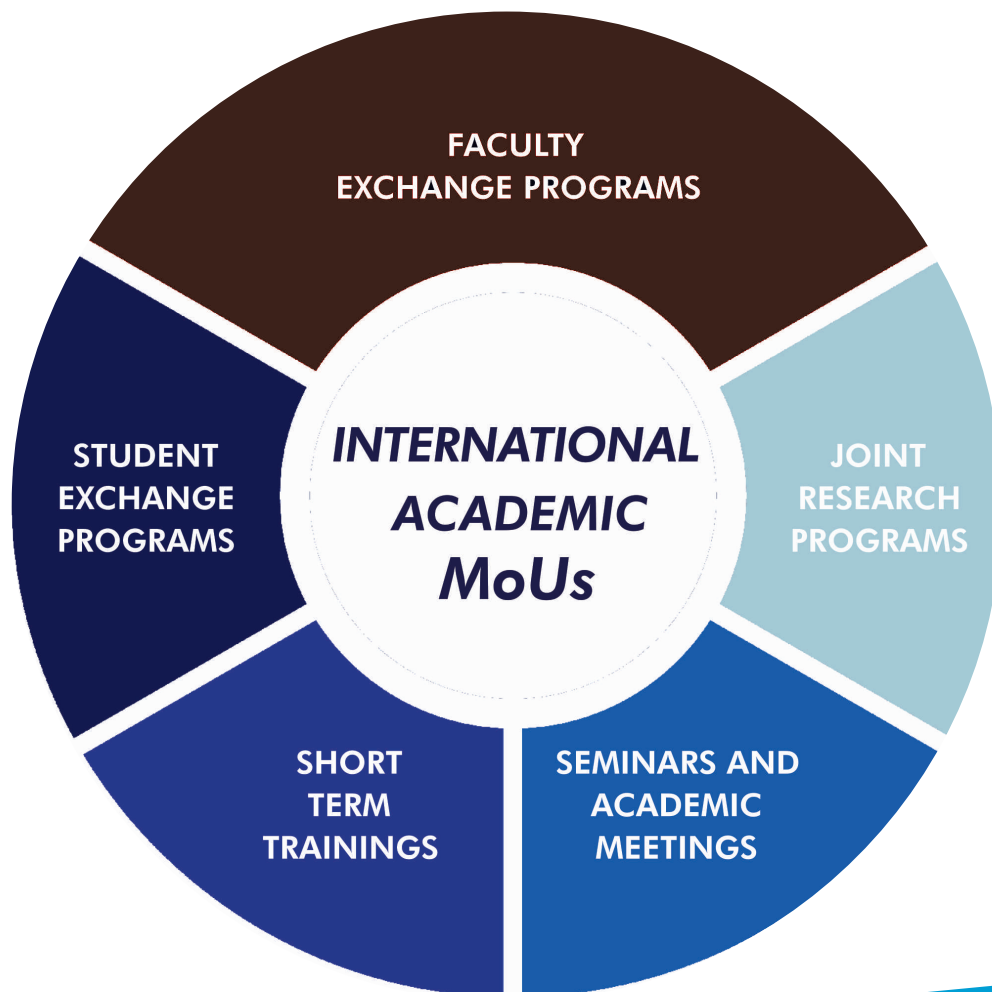 FACULTY
EXCHANGE PROGRAMS
STUDENT
EXCHANGE
PROGRAMS
INTERNATIONAL
ACADEMIC
MoUs
JOINT
RESEARCH
PROGRAMS
SHORT
TERM
TRAININGS
SEMINARS AND
ACADEMIC
MEETINGS